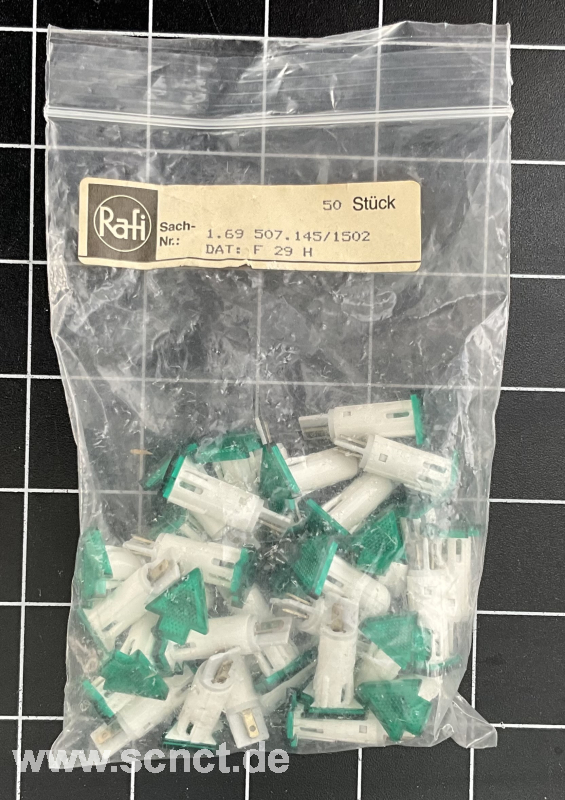 50 Stück
Rafi
Sach-
Nr.:
1.69 507.145/1502
DAT: F 29 H
www.scnct.de